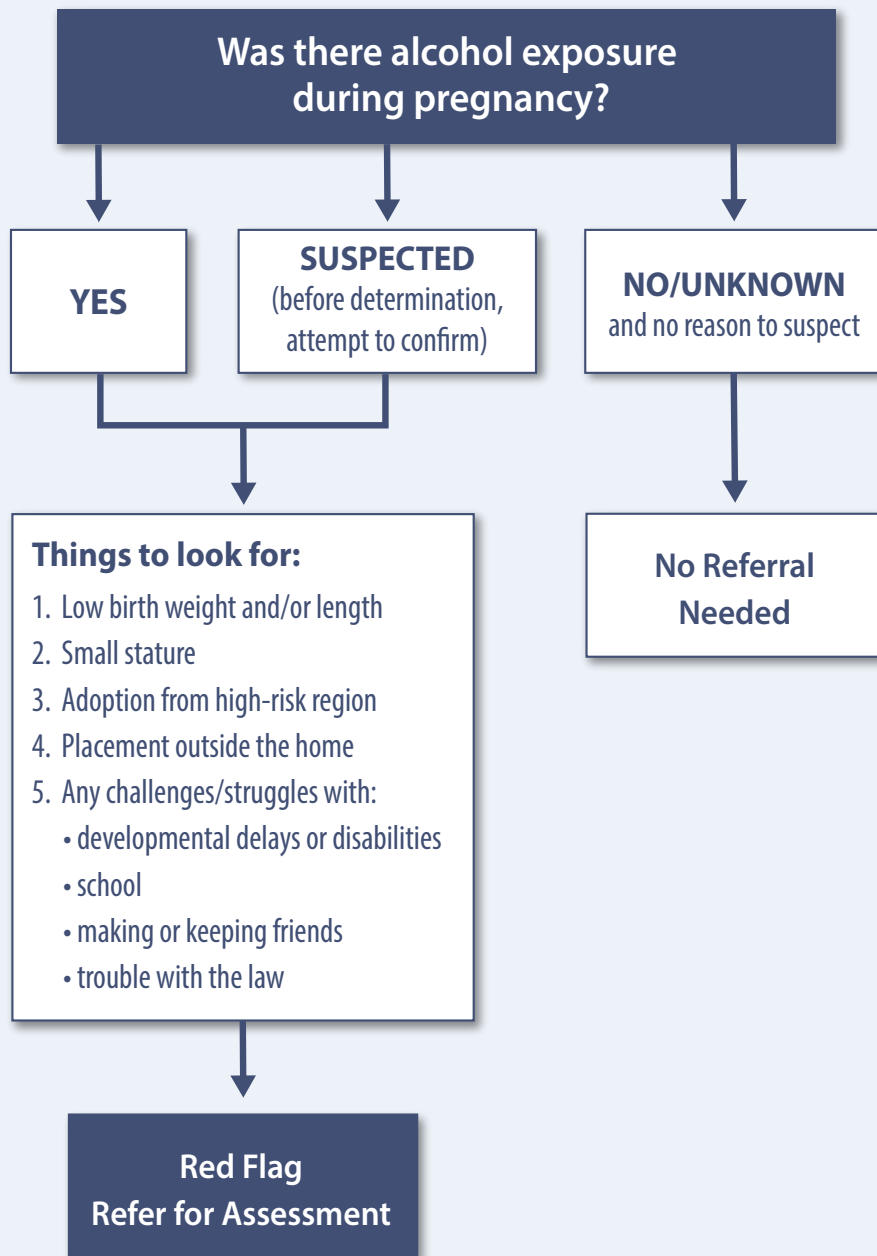 Was there alcohol exposure
during pregnancy?
YES
SUSPECTED
(before determination,
attempt to confirm)
NO/UNKNOWN
and no reason to suspect
Things to look for:
1. Low birth weight and/or length
2. Small stature
3. Adoption from high-risk region
4. Placement outside the home
5. Any challenges/struggles with:
• developmental delays or disabilities
• school
• making or keeping friends
• trouble with the law
No Referral
Needed
Red Flag
Refer for Assessment